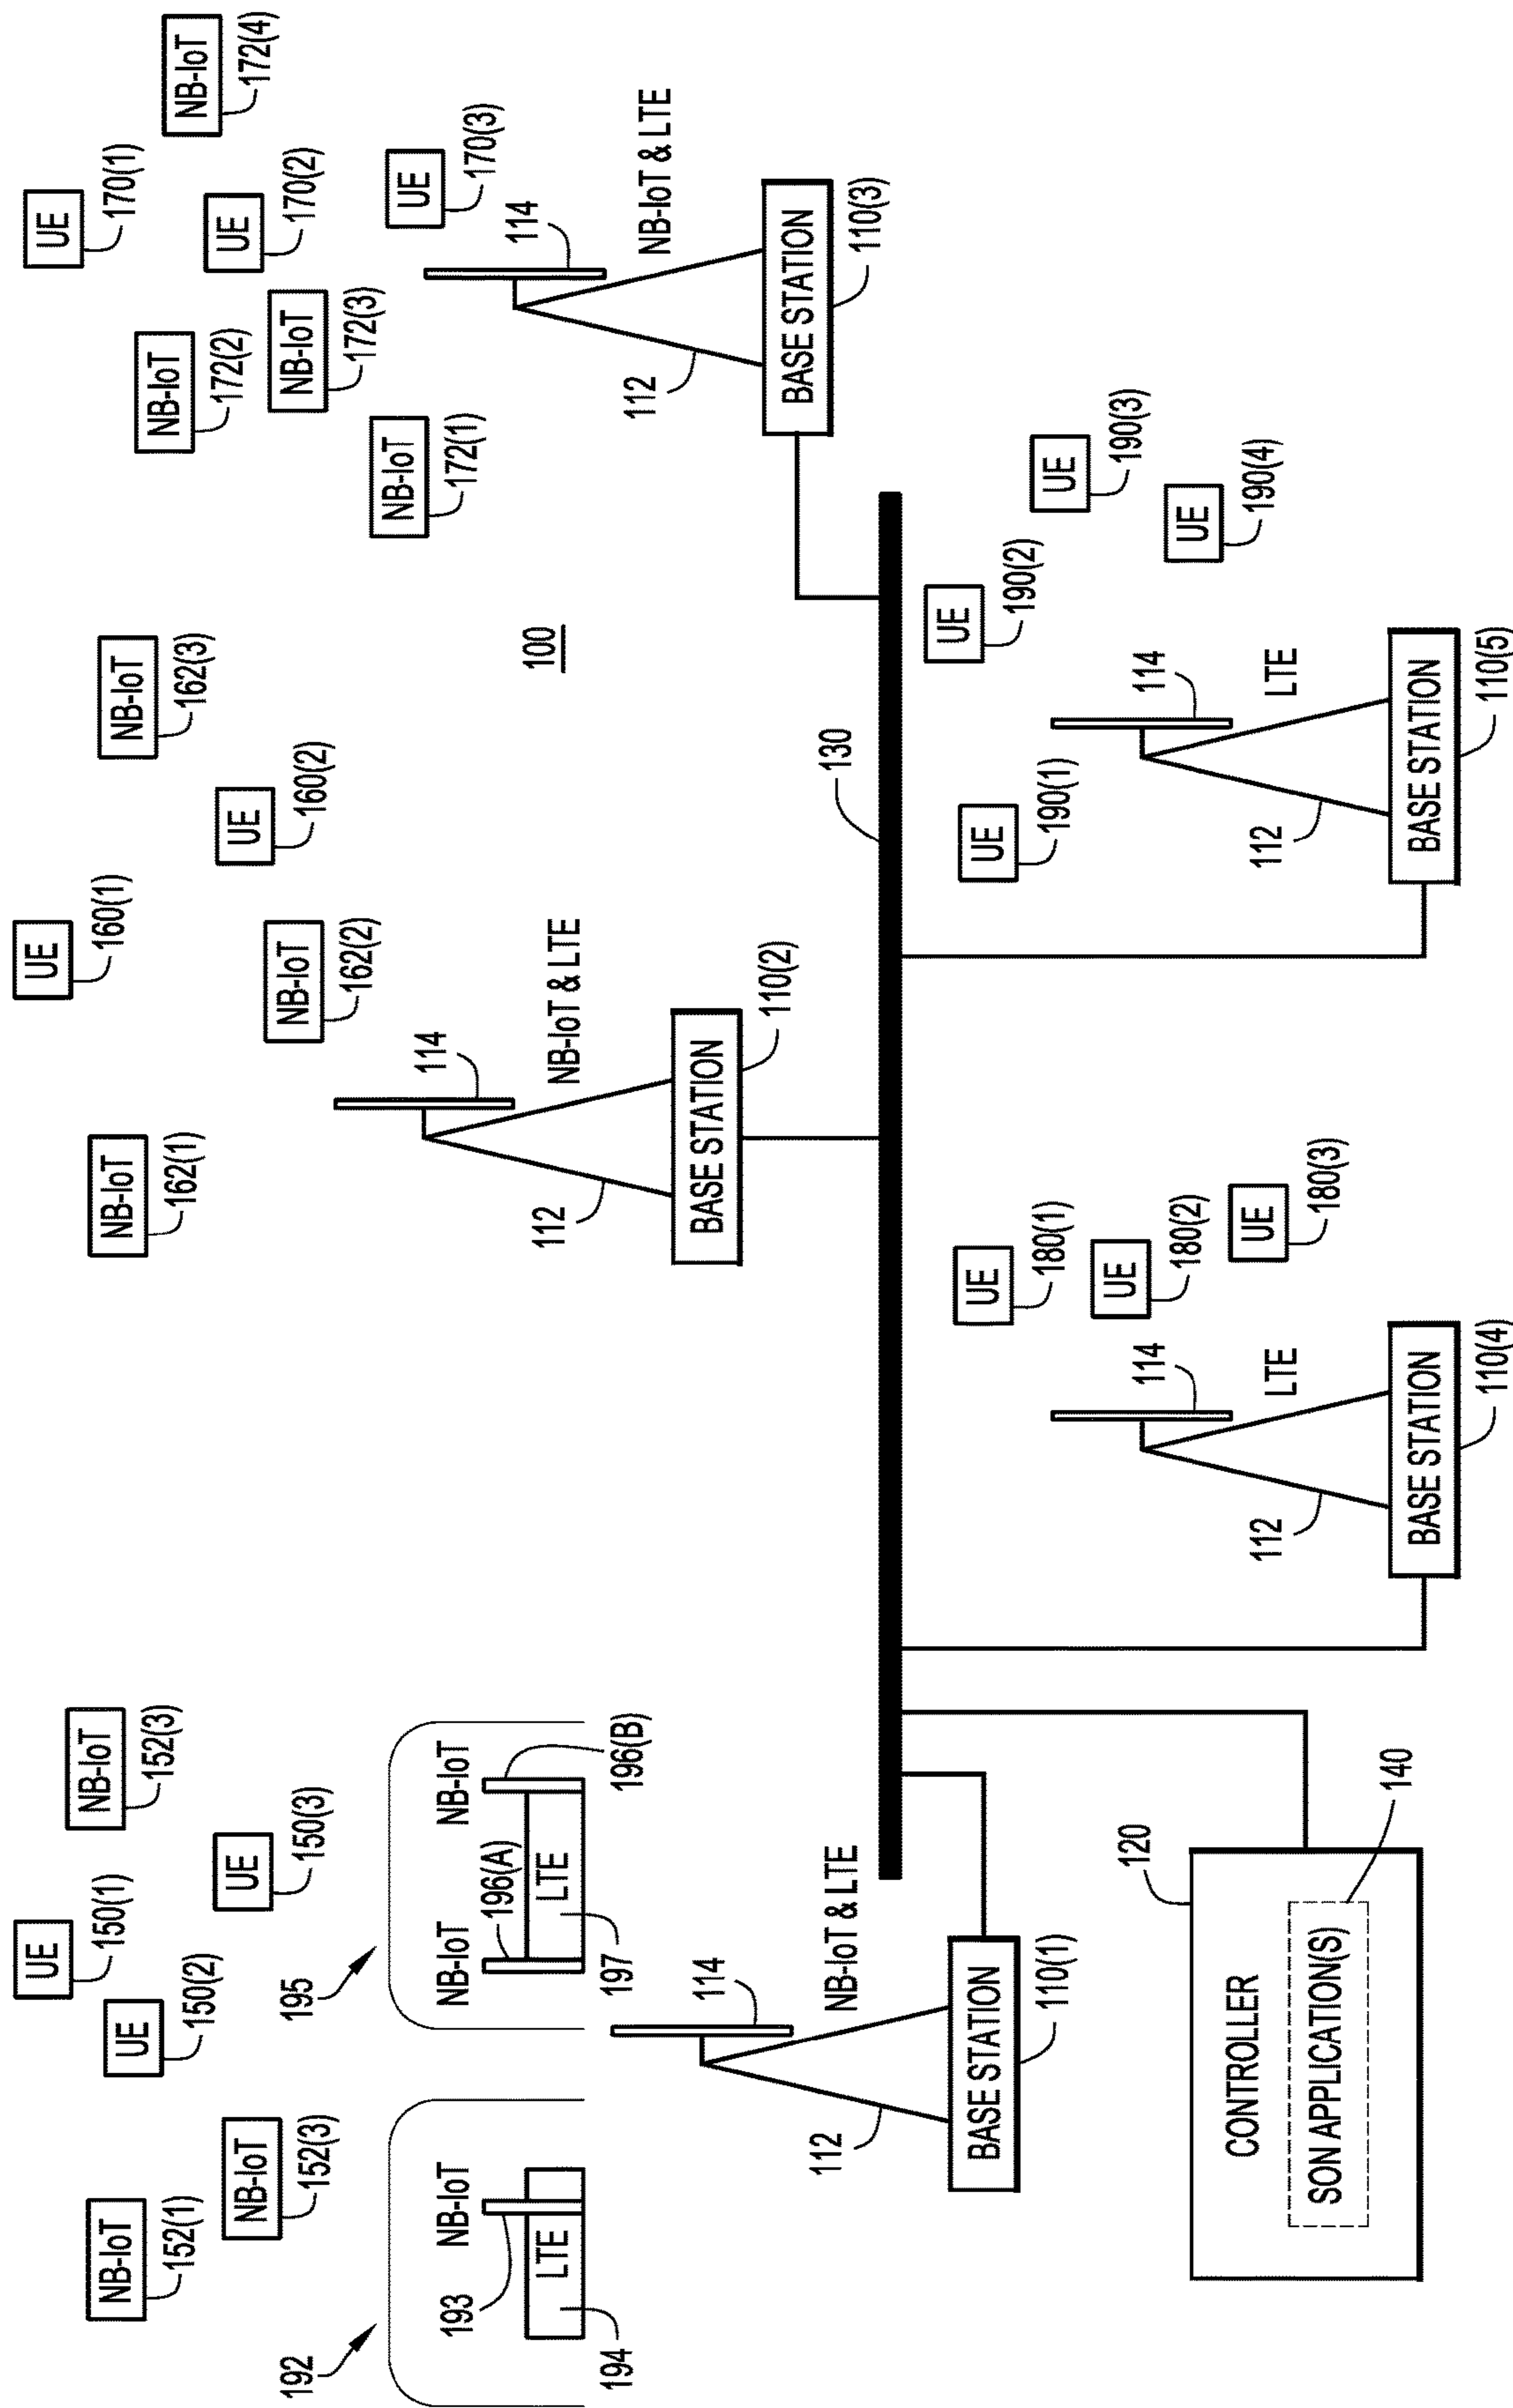 UE
150(1)
NB-IoT
152(3)
UE
160(1)
NB-IoT
162(3)
UE
170(1)
NB-IoT
152(1)
UE
150(2)
NB-IoT
162(1)
NB-IoT
172(2)
NB-IoT
172(4)
NB-IoT
152(3)
UE
150(3)
UE
160(2)
UE
170(2)
NB-IoT
162(2)
NB-IoT
172(3)
192
195
NB-IoT
172(1)
UE
170(3)
NB-IoT
193
LTE
194
NB-IoT
196(A)
NB-IoT
LTE
197
196(B)
114
NB-IoT & LTE
112
BASE STATION
110(2)
100
114
NB-IoT & LTE
112
BASE STATION
110(3)
114
NB-IoT & LTE
112
BASE STATION
110(1)
130
UE
180(1)
UE
180(2)
UE
180(3)
UE
190(1)
UE
190(2)
UE
190(3)
UE
190(4)
120
CONTROLLER
SON APPLICATION(S)
140
114
LTE
112
BASE STATION
110(4)
114
LTE
112
BASE STATION
110(5)